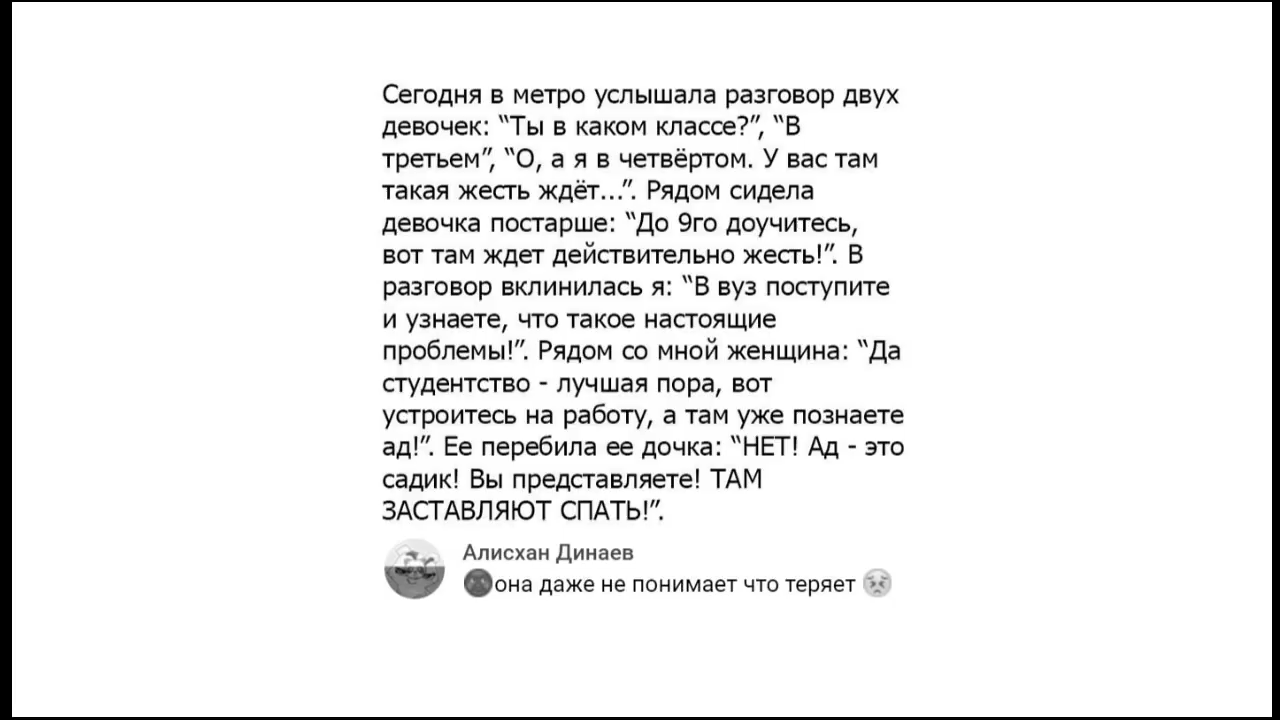 Сегодня в метро услышала разговор двух
девочек: “Ты в каком классе?”, “В
третьем”, “О, а я в четвёртом. У вас там
такая жесть ждёт...”. Рядом сидела
девочка постарше: “До 9го доучитесь,
вот там ждет действительно жесть!”. В
разговор вклинилась я: “В вуз поступите
и узнаете, что такое настоящие
проблемы!”. Рядом со мной женщина: “Да
студентство - лучшая пора, вот
устроитесь на работу, а там уже познаете
ад!”. Ее перебила ее дочка: “НЕТ! Ад - это
садик! Вы представляете! ТАМ
ЗАСТАВЛЯЮТ СПАТЬ!”.
Алисхан Динаев
она даже не понимает что теряет